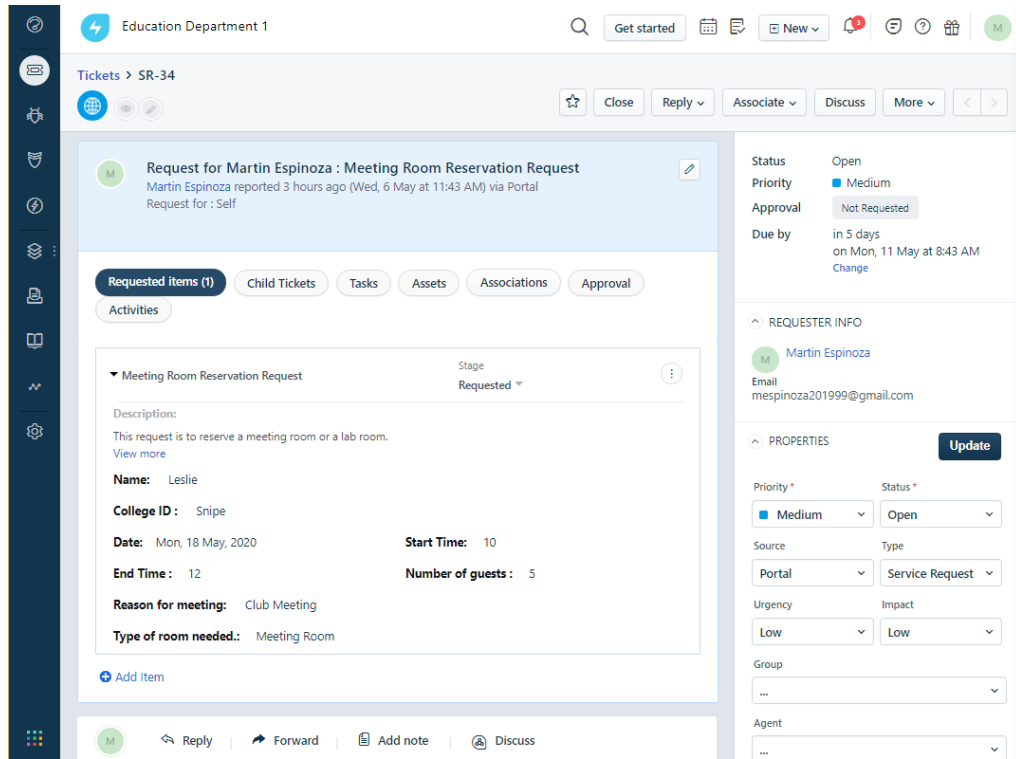 Education Department 1
Get started
New
3
M
Tickets > SR-34
Close
Reply
Associate
Discuss
More
M
Request for Martin Espinoza : Meeting Room Reservation Request
Martin Espinoza reported 3 hours ago (Wed, 6 May at 11:43 AM) via Portal
Request for : Self
Requested items (1)
Child Tickets
Tasks
Assets
Associations
Approval
Activities
Meeting Room Reservation Request
Stage
Requested
Description:
This request is to reserve a meeting room or a lab room.
View more
Name: Leslie
College ID : Snipe
Date: Mon, 18 May, 2020
Start Time: 10
End Time : 12
Number of guests : 5
Reason for meeting: Club Meeting
Type of room needed.: Meeting Room
Add Item
M
Reply
Forward
Add note
Discuss
Status Open
Priority Medium
Approval Not Requested
Due by in 5 days
on Mon, 11 May at 8:43 AM
Change
REQUESTER INFO
M
Martin Espinoza
Email
mespinoza201999@gmail.com
PROPERTIES
Update
Priority *
Status *
Medium
Open
Source
Type
Portal
Service Request
Urgency
Impact
Low
Low
Group
...
Agent
...